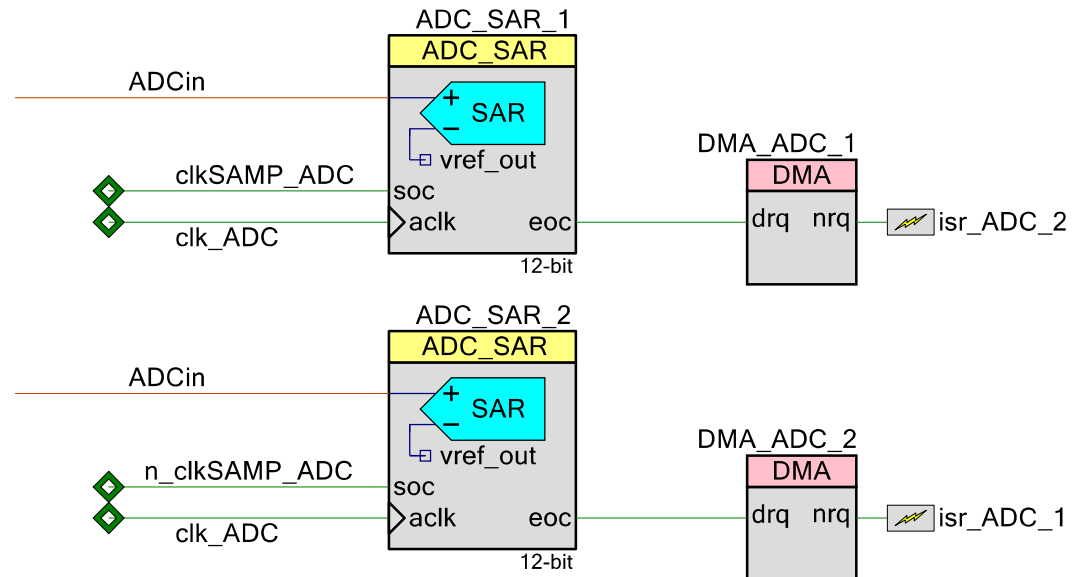 ADC_SAR_1
ADC_SAR
ADCin
+
SAR
−
vref_out
DMA_ADC_1
DMA
clkSAMP_ADC
soc
clk_ADC
aclk
eoc
drq nrq
isr_ADC_2
12-bit
ADC_SAR_2
ADC_SAR
ADCin
+
SAR
−
vref_out
DMA_ADC_2
DMA
n_clkSAMP_ADC
soc
clk_ADC
aclk
eoc
drq nrq
isr_ADC_1
12-bit